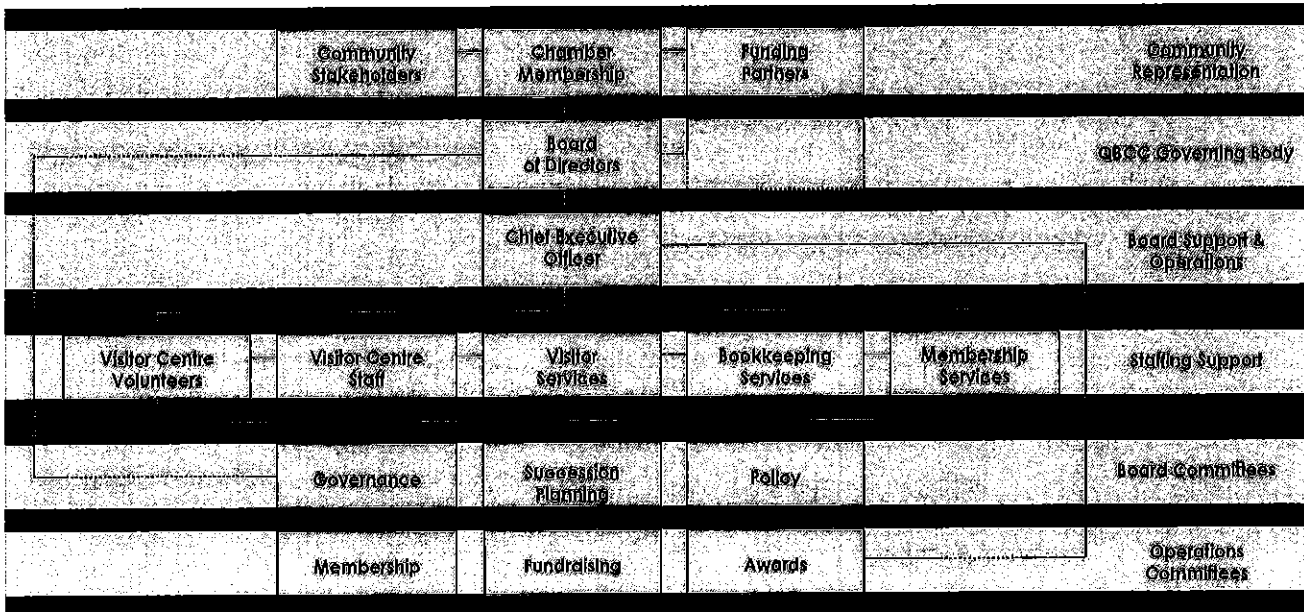 Community
Stakeholders
Chamber
Membership
Funding
Partners
Community
Representation
Board
of Directors
QBCC Governing Body
Chief Executive
Officer
Board Support &
Operations
Visitor Centre
Volunteers
Visitor Centre
Staff
Visitor
Services
Bookkeeping
Services
Membership
Services
Staffing Support
Governance
Succession
Planning
Policy
Board Committees
Membership
Fundraising
Awards
Operations
Committees